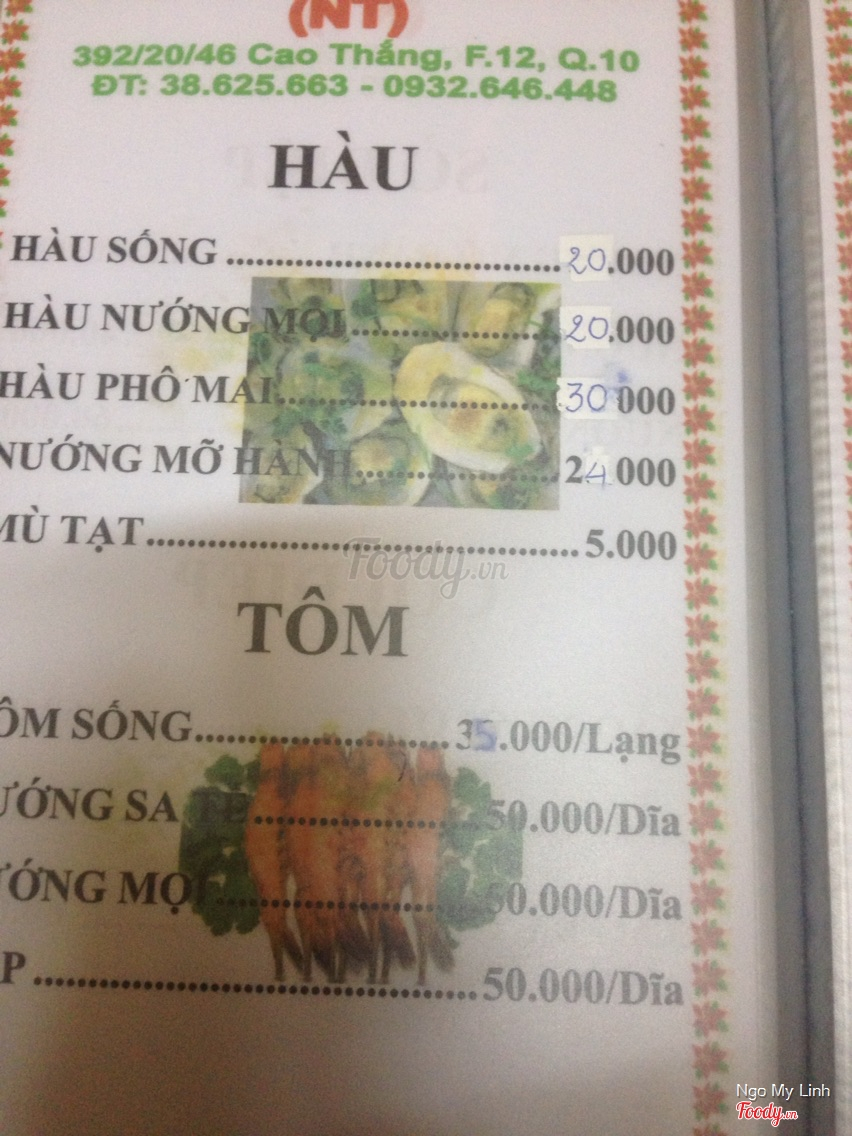 (NT)
392/20/46 Cao Thắng, F.12, Q.10
ĐT: 38.625.663 - 0932.646.448
HÀU
HÀU SỐNG ........ 20.000
HÀU NƯỚNG MỌI ........ 20.000
HÀU PHÔ MAI ........ 30 000
NƯỚNG MỠ HÀNH ........ 24.000
MÙ TẠT ........ 5.000
Foody.vn
TÔM
ÔM SỐNG ........ 35.000/Lạng
ƯỚNG SA TẾ ........ 50.000/Dĩa
ƯỚNG MỌI ........ 50.000/Dĩa
P ........ 50.000/Dĩa
Ngo My Linh
Foody.vn